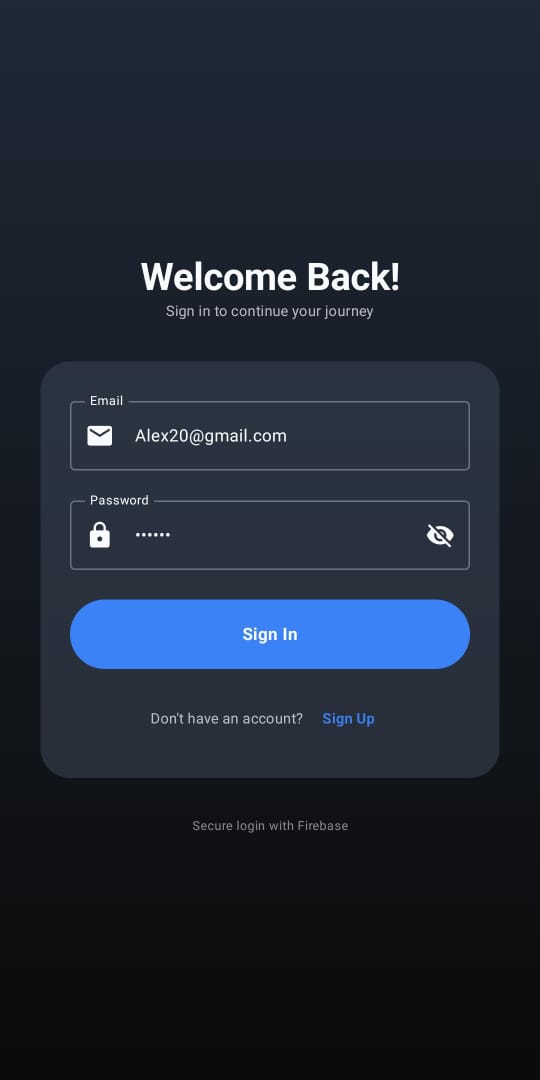 Welcome Back!
Sign in to continue your journey
Email
Alex20@gmail.com
Password
••••••
Sign In
Don't have an account? Sign Up
Secure login with Firebase